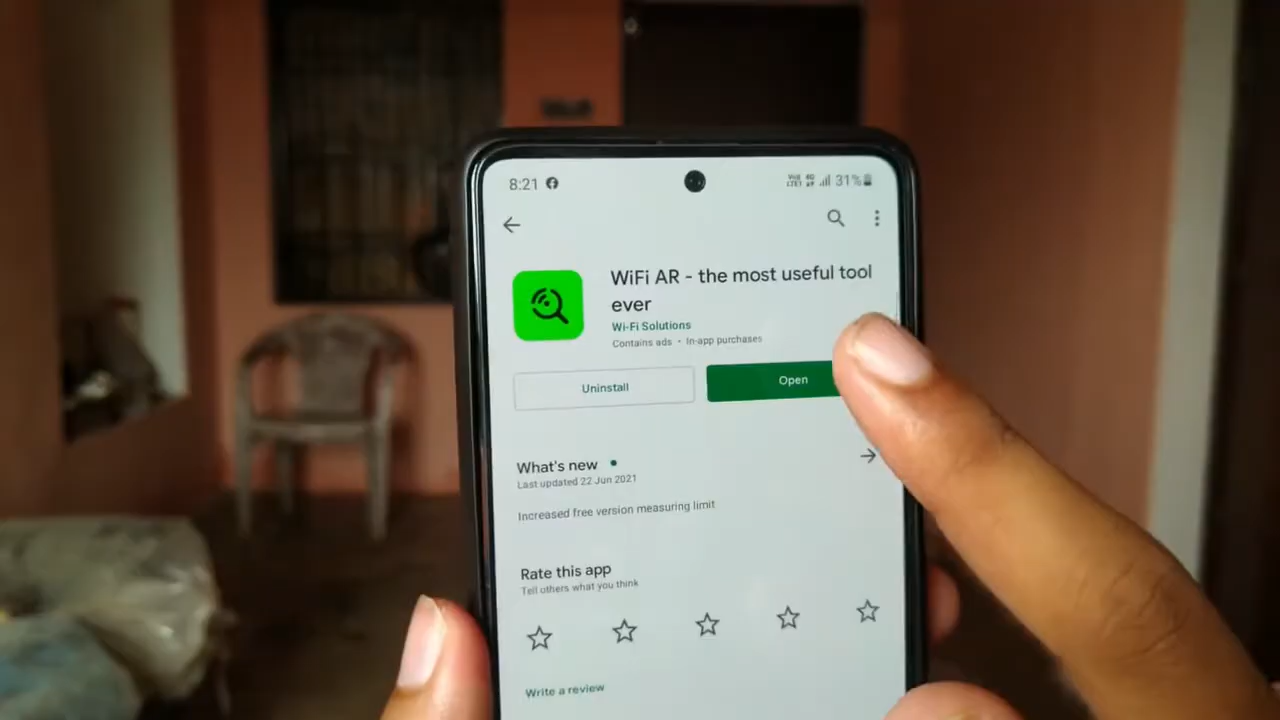 8:21
31%
WiFi AR - the most useful tool
ever
Wi-Fi Solutions
Contains ads • In-app purchases
Uninstall
Open
What's new
Last updated 22 Jun 2021
Increased free version measuring limit
Rate this app
Tell others what you think
Write a review